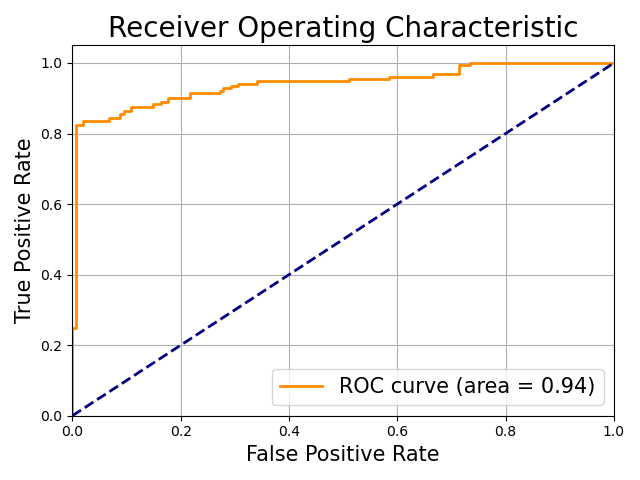 Receiver Operating Characteristic
True Positive Rate
1.0
0.8
0.6
0.4
0.2
0.0
ROC curve (area = 0.94)
0.0 0.2 0.4 0.6 0.8 1.0
False Positive Rate